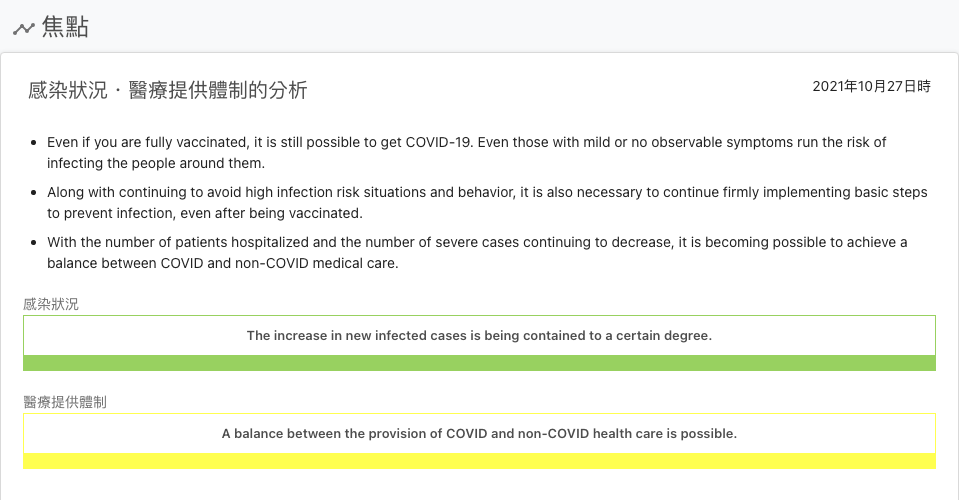 焦點
感染狀況・醫療提供體制的分析
2021年10月27日時
Even if you are fully vaccinated, it is still possible to get COVID-19. Even those with mild or no observable symptoms run the risk of
infecting the people around them.
Along with continuing to avoid high infection risk situations and behavior, it is also necessary to continue firmly implementing basic steps
to prevent infection, even after being vaccinated.
With the number of patients hospitalized and the number of severe cases continuing to decrease, it is becoming possible to achieve a
balance between COVID and non-COVID medical care.
感染狀況
The increase in new infected cases is being contained to a certain degree.
醫療提供體制
A balance between the provision of COVID and non-COVID health care is possible.